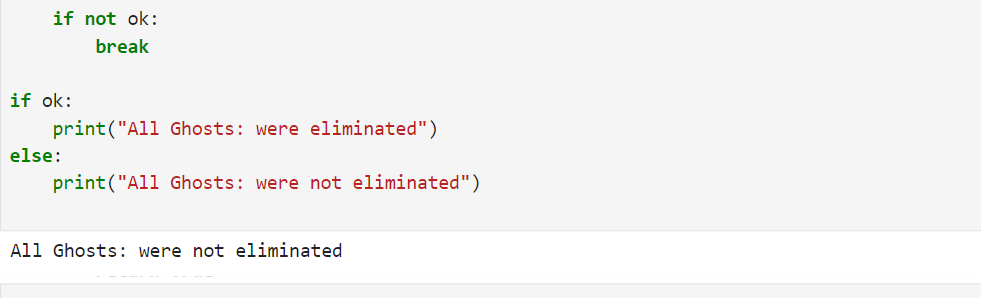 if not ok:
        break
if ok:
    print("All Ghosts: were eliminated")
else:
    print("All Ghosts: were not eliminated")
All Ghosts: were not eliminated